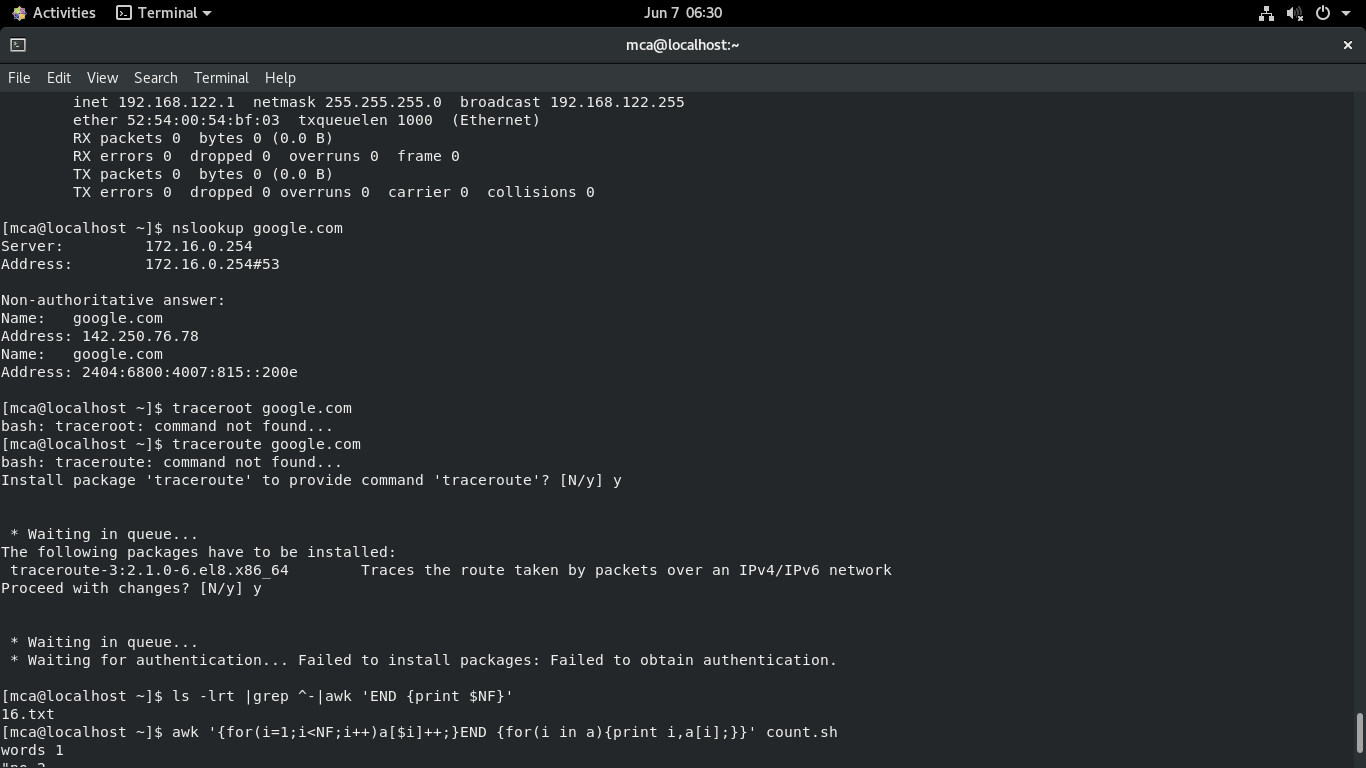 Activities Terminal Jun 7 06:30
mca@localhost:~
File Edit View Search Terminal Help
inet 192.168.122.1  netmask 255.255.255.0  broadcast 192.168.122.255
ether 52:54:00:54:bf:03  txqueuelen 1000  (Ethernet)
RX packets 0  bytes 0 (0.0 B)
RX errors 0  dropped 0  overruns 0  frame 0
TX packets 0  bytes 0 (0.0 B)
TX errors 0  dropped 0 overruns 0  carrier 0  collisions 0
[mca@localhost ~]$ nslookup google.com
Server:         172.16.0.254
Address:        172.16.0.254#53
Non-authoritative answer:
Name:   google.com
Address: 142.250.76.78
Name:   google.com
Address: 2404:6800:4007:815::200e
[mca@localhost ~]$ traceroot google.com
bash: traceroot: command not found...
[mca@localhost ~]$ traceroute google.com
bash: traceroute: command not found...
Install package 'traceroute' to provide command 'traceroute'? [N/y] y
* Waiting in queue...
The following packages have to be installed:
traceroute-3:2.1.0-6.el8.x86_64        Traces the route taken by packets over an IPv4/IPv6 network
Proceed with changes? [N/y] y
* Waiting in queue...
* Waiting for authentication... Failed to install packages: Failed to obtain authentication.
[mca@localhost ~]$ ls -lrt |grep ^-|awk 'END {print $NF}'
16.txt
[mca@localhost ~]$ awk '{for(i=1;i<NF;i++)a[$i]++;}END {for(i in a){print i,a[i];}}' count.sh
words 1